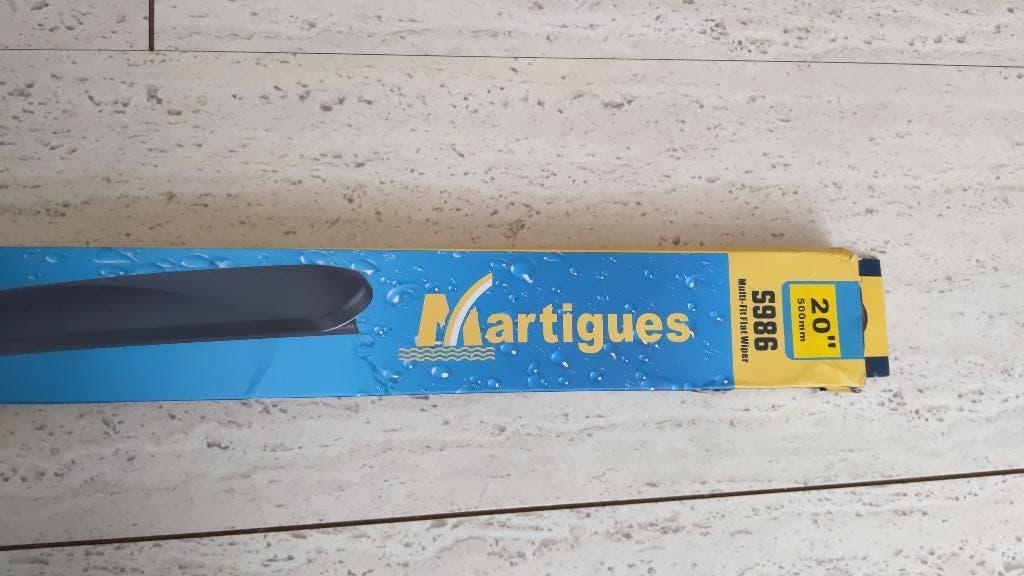 Martigues
S986
Multi-Fit Flat Wiper
20"
500mm